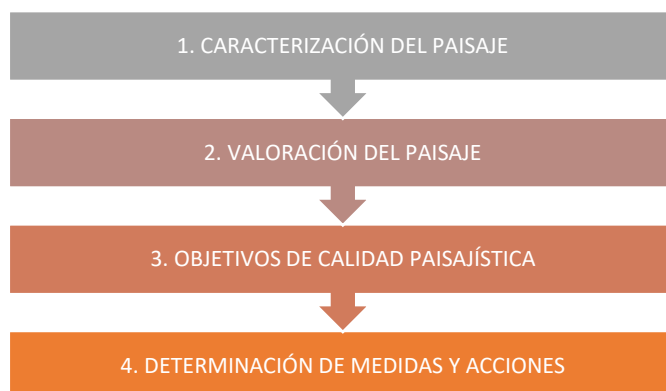 1. CARACTERIZACIÓN DEL PAISAJE
2. VALORACIÓN DEL PAISAJE
3. OBJETIVOS DE CALIDAD PAISAJÍSTICA
4. DETERMINACIÓN DE MEDIDAS Y ACCIONES